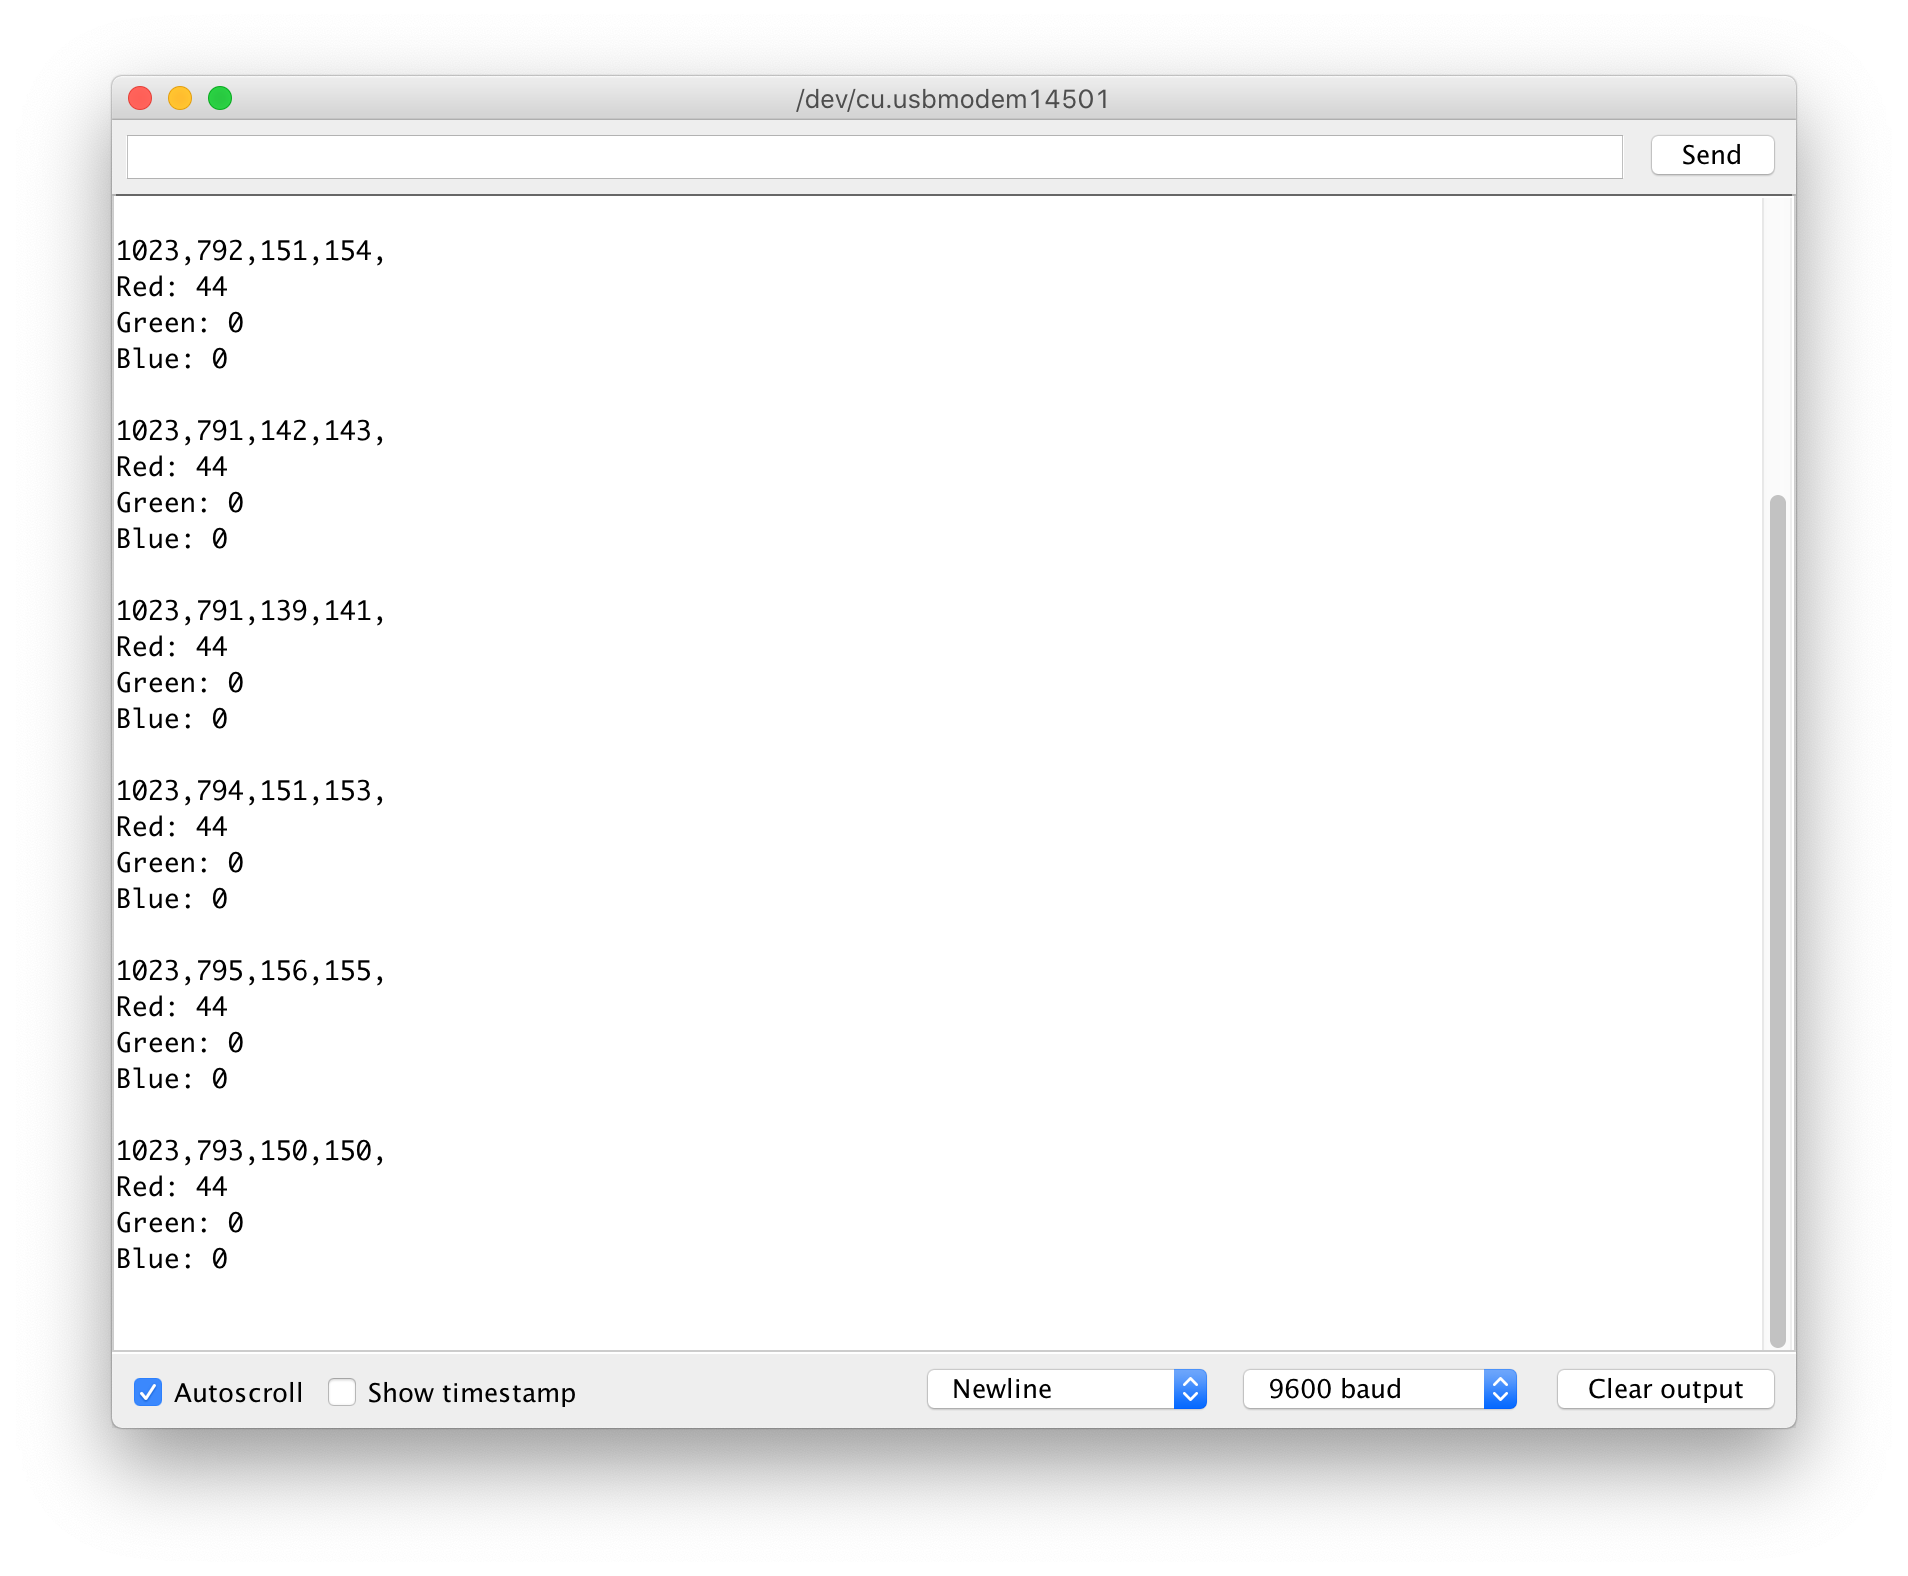 /dev/cu.usbmodem14501
Send
1023,792,151,154,
Red: 44
Green: 0
Blue: 0
1023,791,142,143,
Red: 44
Green: 0
Blue: 0
1023,791,139,141,
Red: 44
Green: 0
Blue: 0
1023,794,151,153,
Red: 44
Green: 0
Blue: 0
1023,795,156,155,
Red: 44
Green: 0
Blue: 0
1023,793,150,150,
Red: 44
Green: 0
Blue: 0
Autoscroll Show timestamp Newline 9600 baud Clear output